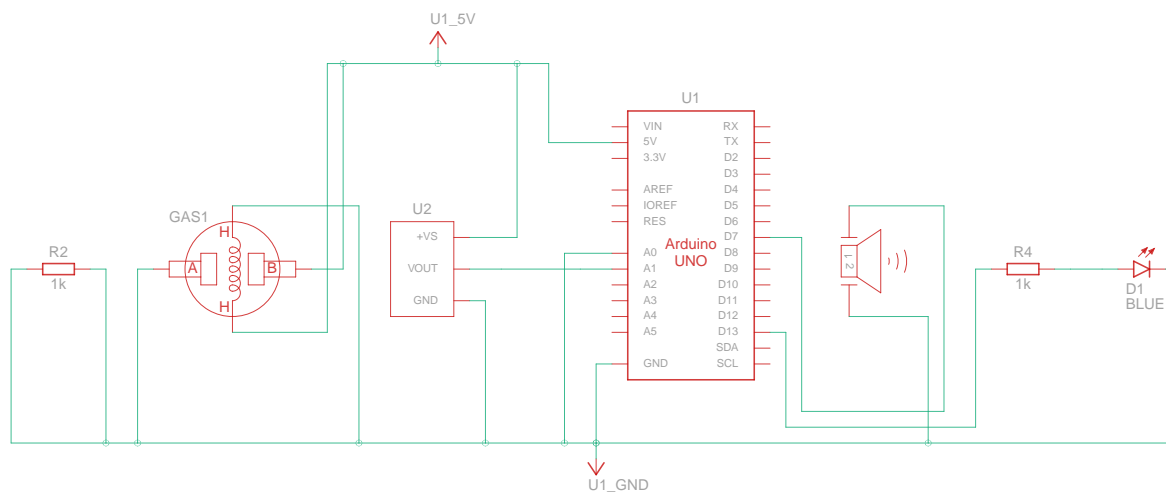 U1_5V
U1
VIN
5V
3.3V
AREF
IOREF
RES
A0
A1
A2
A3
A4
A5
GND
Arduino
UNO
RX
TX
D2
D3
D4
D5
D6
D7
D8
D9
D10
D11
D12
D13
SDA
SCL
GAS1
H
A
B
H
U2
+VS
VOUT
GND
R2
1k
1 2
R4
1k
D1
BLUE
U1_GND